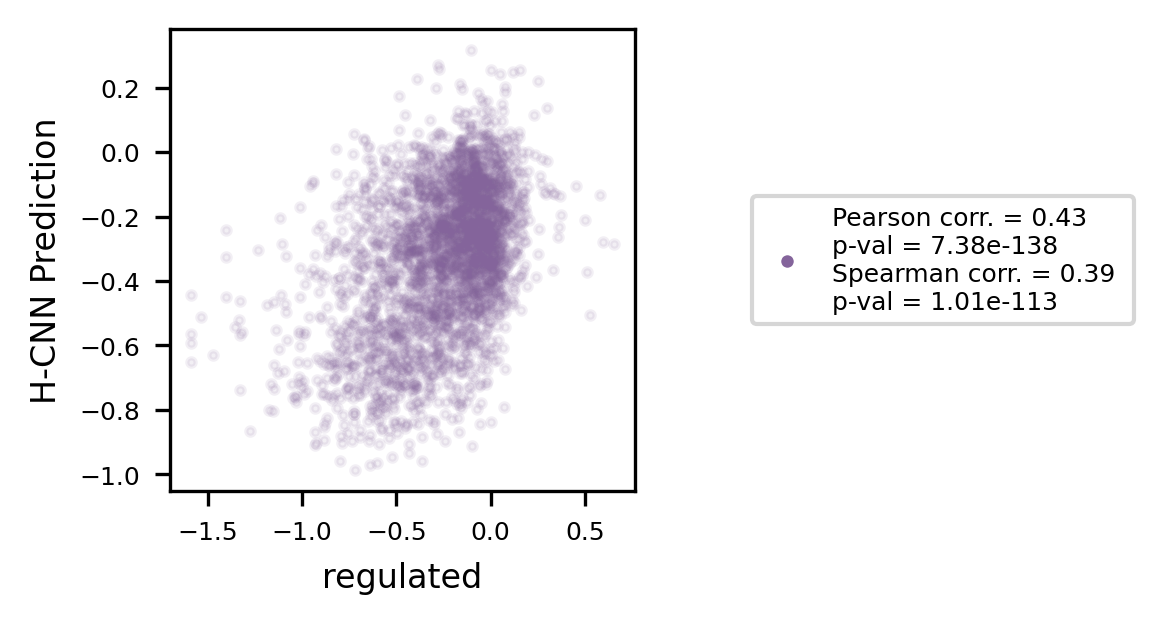 H-CNN Prediction
0.2
0.0
−0.2
−0.4
−0.6
−0.8
−1.0
−1.5
−1.0
−0.5
0.0
0.5
regulated
Pearson corr. = 0.43
p-val = 7.38e-138
Spearman corr. = 0.39
p-val = 1.01e-113